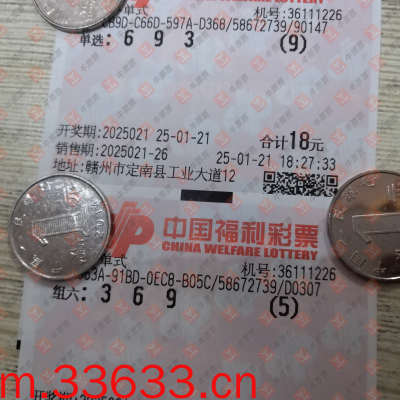 单式 机号:36111226
CB9D-C66D-597A-D368/58672739/90147
单选: 6 9 3 (9)
开奖期:2025021 25-01-21 合计18元
销售期:2025021-26 25-01-21 18:27:33
地址:赣州市定南县工业大道12
中国福利彩票
CHINA WELFARE LOTTERY
单式 机号:36111226
63A-91BD-0EC8-B05C/58672739/D0307
组六: 3 6 9 (5)
m.33633.cn